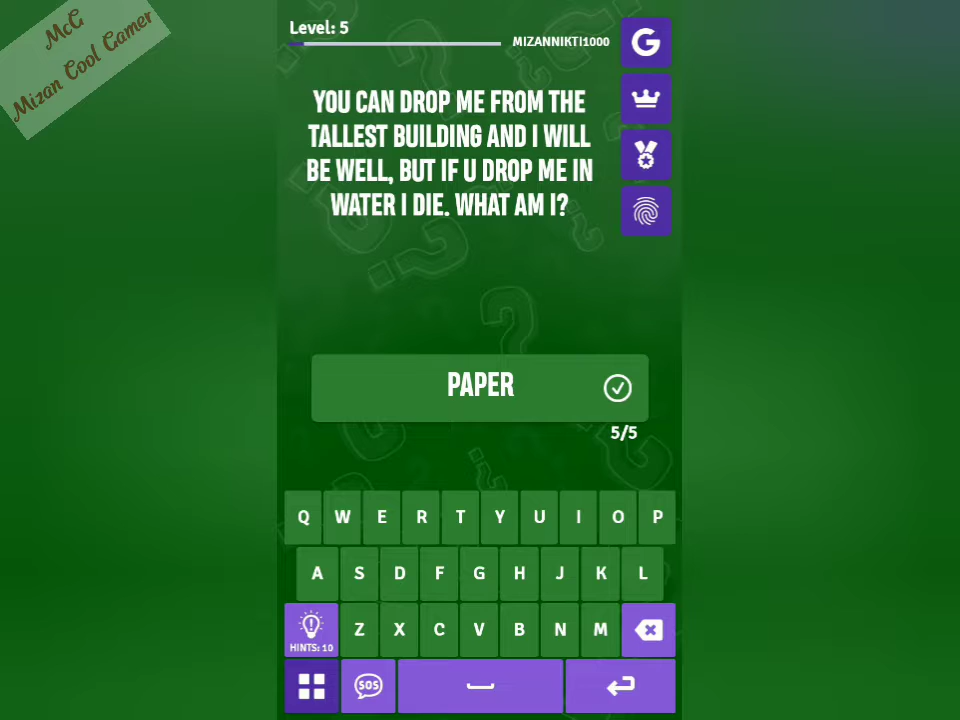 McG
Mizan Cool Gamer
Level: 5
MIZANNIKTI1000
G
YOU CAN DROP ME FROM THE
TALLEST BUILDING AND I WILL
BE WELL, BUT IF U DROP ME IN
WATER I DIE. WHAT AM I?
PAPER
5/5
Q W E R T Y U I O P
A S D F G H J K L
HINTS: 10
Z X C V B N M
SOS